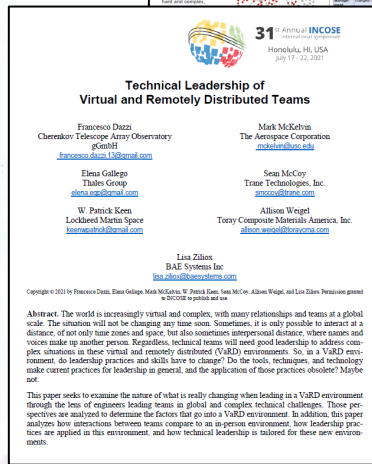 hard and complex,
31st Annual INCOSE
international symposium
Honolulu, HI, USA
July 17 - 22, 2021
Technical Leadership of
Virtual and Remotely Distributed Teams
Francesco Dazzi
Cherenkov Telescope Array Observatory
gGmbH
francesco.dazzi.13@gmail.com
Mark McKelvin
The Aerospace Corporation
mckelvin@usc.edu
Elena Gallego
Thales Group
elena.egp@gmail.com
Sean McCoy
Trane Technologies, Inc.
smccoy@trane.com
W. Patrick Keen
Lockheed Martin Space
keenwpatrick@gmail.com
Allison Weigel
Toray Composite Materials America, Inc.
allison.weigel@toraycma.com
Lisa Ziliox
BAE Systems Inc
lisa.ziliox@baesystems.com
Copyright © 2021 by Francesco Dazzi, Elena Gallego, Mark McKelvin, W. Patrick Keen, Sean McCoy, Allison Weigel, and Lisa Ziliox. Permission granted
to INCOSE to publish and use.
Abstract. The world is increasingly virtual and complex, with many relationships and teams at a global
scale. The situation will not be changing any time soon. Sometimes, it is only possible to interact at a
distance, of not only time zones and space, but also sometimes interpersonal distance, where names and
voices make up another person. Regardless, technical teams will need good leadership to address com-
plex situations in these virtual and remotely distributed (VaRD) environments. So, in a VaRD envi-
ronment, do leadership practices and skills have to change? Do the tools, techniques, and technology
make current practices for leadership in general, and the application of those practices obsolete? Maybe
not.
This paper seeks to examine the nature of what is really changing when leading in a VaRD environment
through the lens of engineers leading teams in global and complex technical challenges. Those per-
spectives are analyzed to determine the factors that go into a VaRD environment. In addition, this paper
analyzes how interactions between teams compare to an in-person environment, how leadership prac-
tices are applied in this environment, and how technical leadership is tailored for these new environ-
ments.